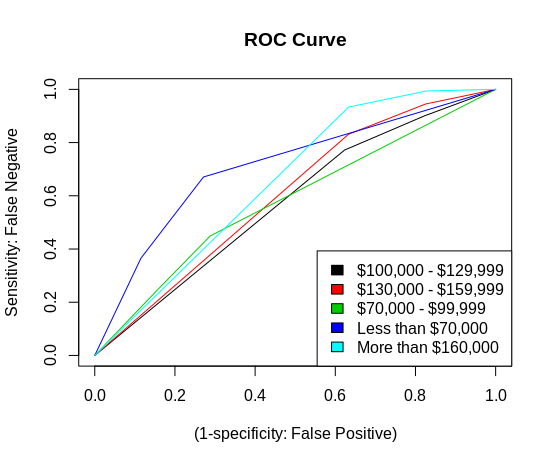 ROC Curve
Sensitivity: False Negative
1.0
0.8
0.6
0.4
0.2
0.0
$100,000 - $129,999
$130,000 - $159,999
$70,000 - $99,999
Less than $70,000
More than $160,000
0.0 0.2 0.4 0.6 0.8 1.0
(1-specificity: False Positive)